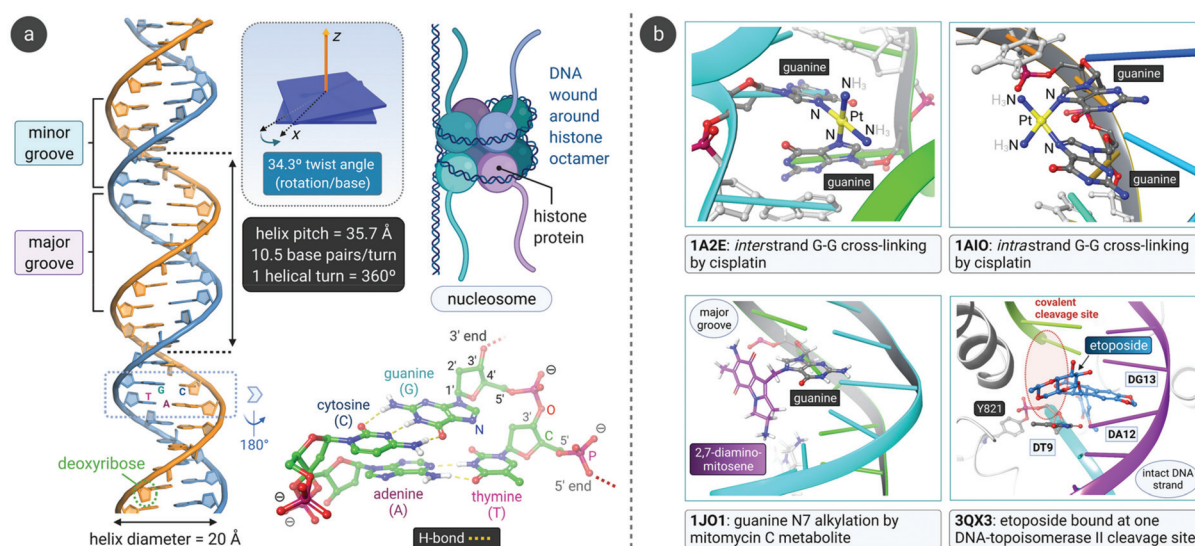 a
minor
groove
major
groove
z
x
34.3º twist angle
(rotation/base)
helix pitch = 35.7 Å
10.5 base pairs/turn
1 helical turn = 360º
DNA
wound
around
histone
octamer
histone
protein
nucleosome
G
C
T
A
180°
deoxyribose
helix diameter = 20 Å
3' end
2'
3'
4'
1'
5'
guanine
(G)
cytosine
(C)
O
N
3'
C
5'
P
5' end
adenine
(A)
thymine
(T)
⊖
⊖
⊖
⊖
H-bond
b
guanine
N
NH₃
Pt
N
N
NH₃
guanine
1A2E: interstrand G-G cross-linking
by cisplatin
guanine
H₃N
N
Pt
H₃N
N
guanine
1AIO: intrastrand G-G cross-linking
by cisplatin
major
groove
guanine
2,7-diamino-
mitosene
1JO1: guanine N7 alkylation by
mitomycin C metabolite
covalent
cleavage site
etoposide
DG13
Y821
DA12
DT9
intact DNA
strand
3QX3: etoposide bound at one
DNA-topoisomerase II cleavage site